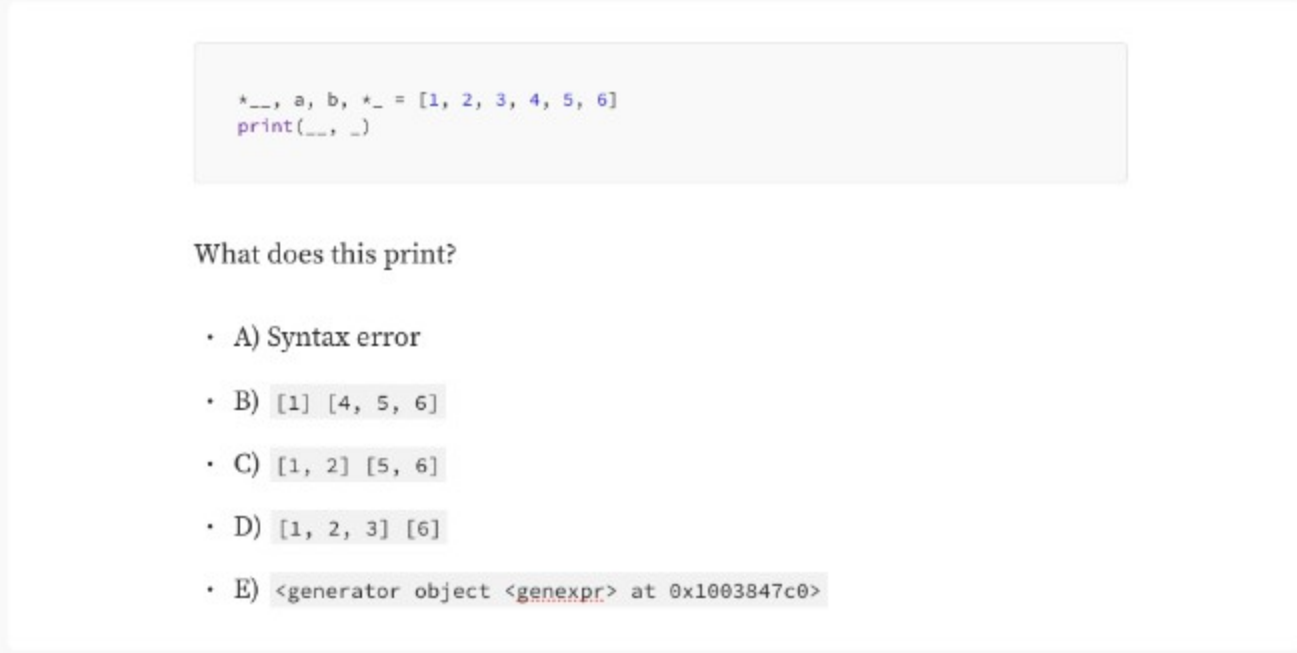 *__, a, b, *_ = [1, 2, 3, 4, 5, 6]
print(__, _)
What does this print?
• A) Syntax error
• B) [1] [4, 5, 6]
• C) [1, 2] [5, 6]
• D) [1, 2, 3] [6]
• E) <generator object <genexpr> at 0x1003847c0>